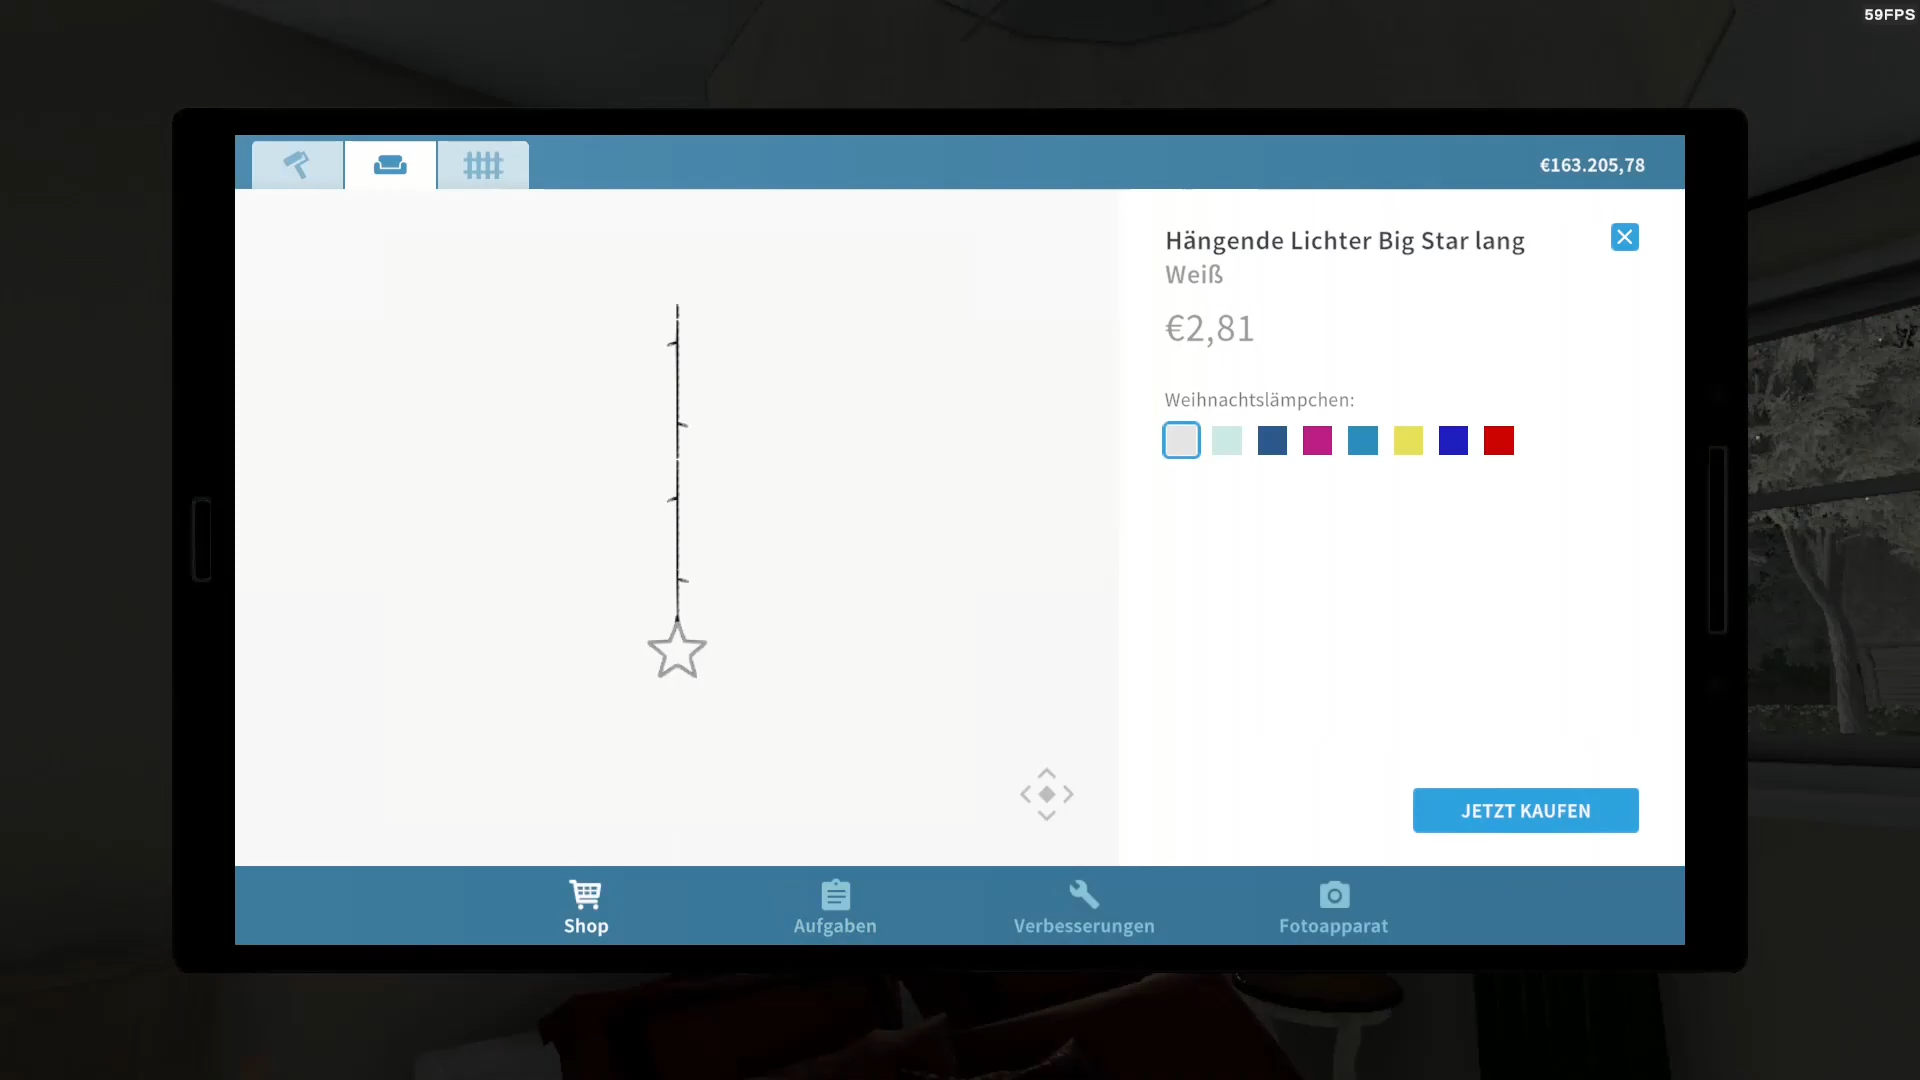 59FPS
€163.205,78
Hängende Lichter Big Star lang
Weiß
€2,81
Weihnachtslämpchen:
JETZT KAUFEN
Shop
Aufgaben
Verbesserungen
Fotoapparat